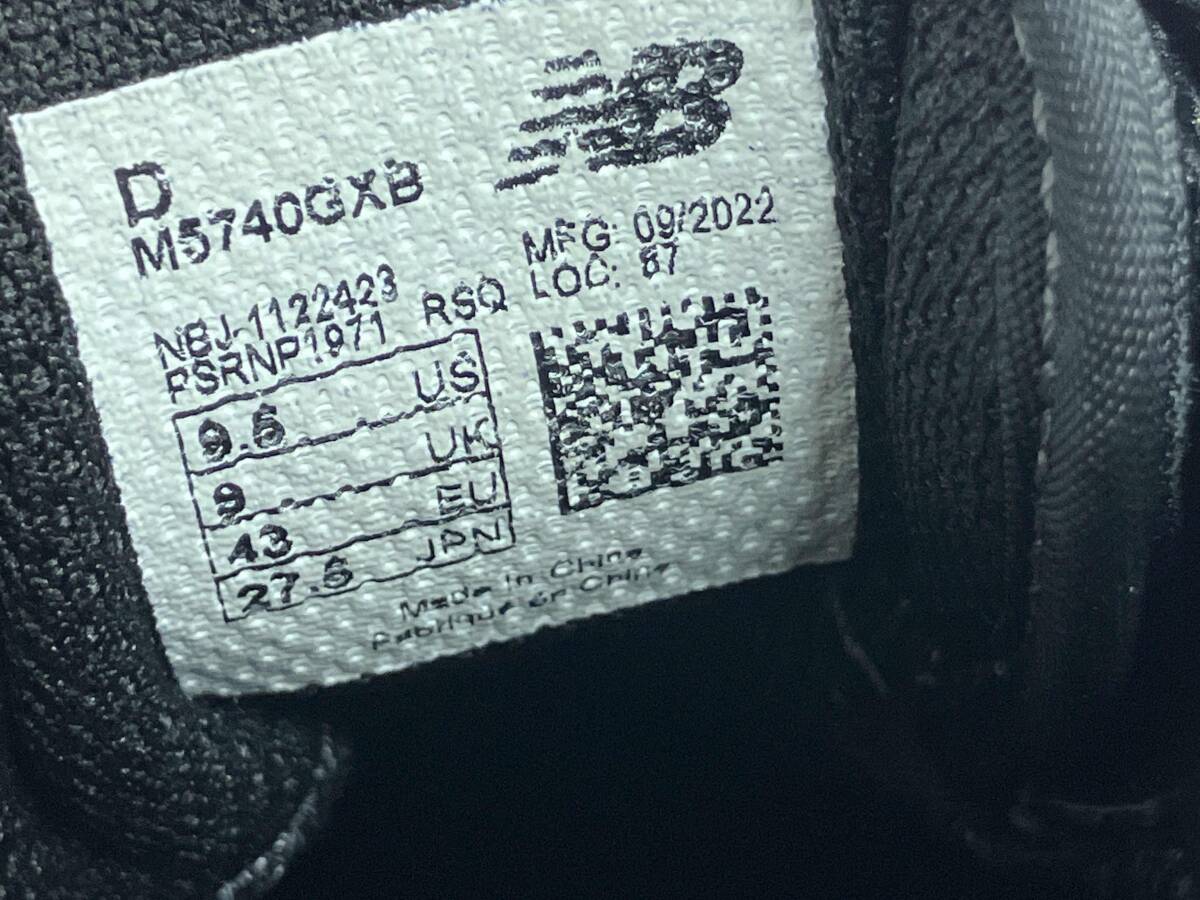 NB
D
M5740GXB
MFG: 09/2022
LOC: 87
NBJ-1122423
PSRNP1971 RSQ
9.5 US
9 UK
43 EU
27.5 JPN
Made in China
Fabriqué en Chine